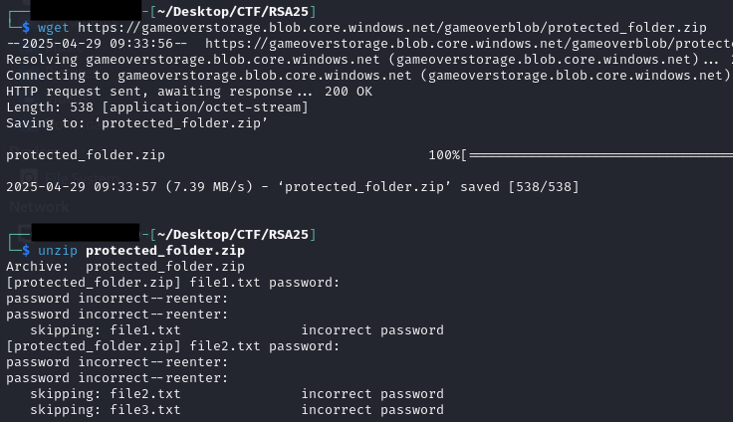 -[~/Desktop/CTF/RSA25]
$ wget https://gameoverstorage.blob.core.windows.net/gameoverblob/protected_folder.zip
--2025-04-29 09:33:56-- https://gameoverstorage.blob.core.windows.net/gameoverblob/protect
Resolving gameoverstorage.blob.core.windows.net (gameoverstorage.blob.core.windows.net)...
Connecting to gameoverstorage.blob.core.windows.net (gameoverstorage.blob.core.windows.net)
HTTP request sent, awaiting response... 200 OK
Length: 538 [application/octet-stream]
Saving to: ‘protected_folder.zip’
protected_folder.zip 100%[==========================================
2025-04-29 09:33:57 (7.39 MB/s) - ‘protected_folder.zip’ saved [538/538]
Network
-[~/Desktop/CTF/RSA25]
$ unzip protected_folder.zip
Archive: protected_folder.zip
[protected_folder.zip] file1.txt password:
password incorrect--reenter:
password incorrect--reenter:
skipping: file1.txt incorrect password
[protected_folder.zip] file2.txt password:
password incorrect--reenter:
password incorrect--reenter:
skipping: file2.txt incorrect password
skipping: file3.txt incorrect password